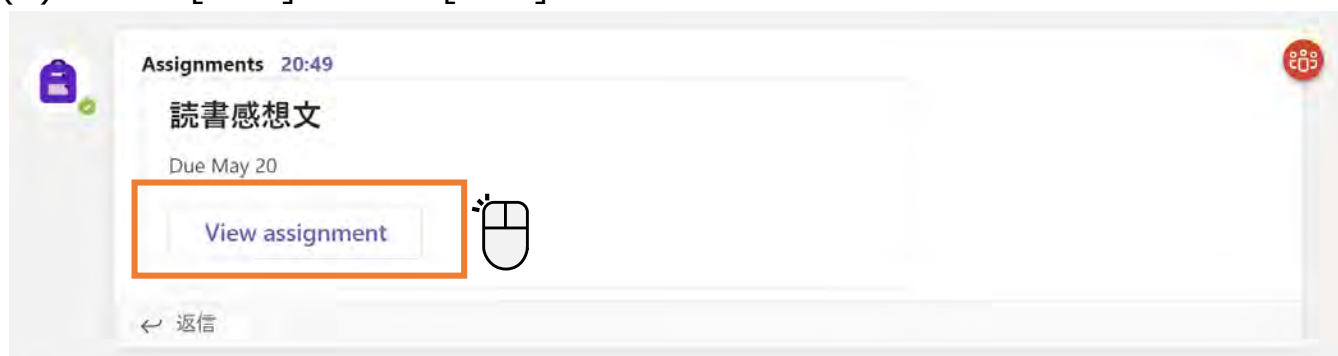 Assignments 20:49
読書感想文
Due May 20
View assignment
返信